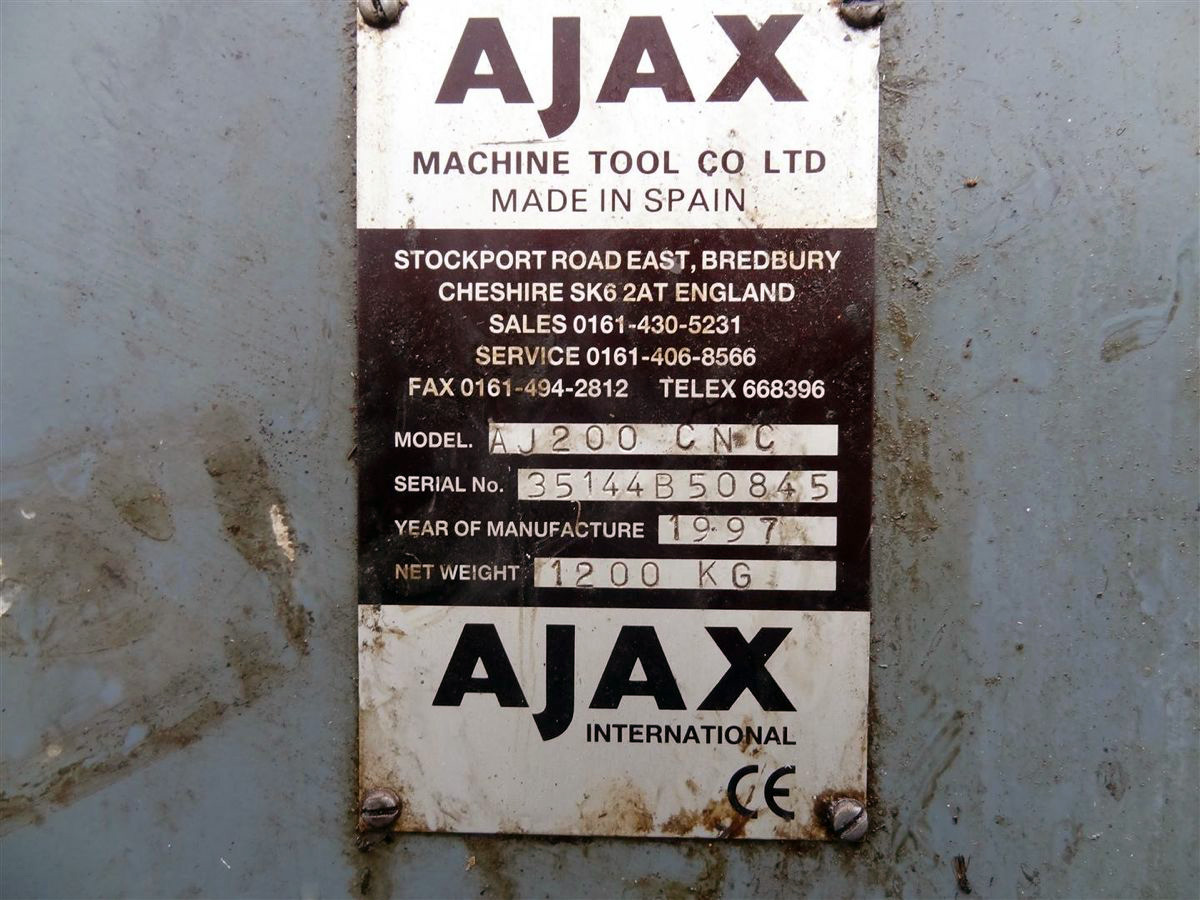 AJAX
MACHINE TOOL CO LTD
MADE IN SPAIN
STOCKPORT ROAD EAST, BREDBURY
CHESHIRE SK6 2AT ENGLAND
SALES 0161-430-5231
SERVICE 0161-406-8566
FAX 0161-494-2812 TELEX 668396
MODEL. AJ200 CNC
SERIAL No. 35144B50845
YEAR OF MANUFACTURE 1997
NET WEIGHT 1200 KG
AJAX
INTERNATIONAL
CE